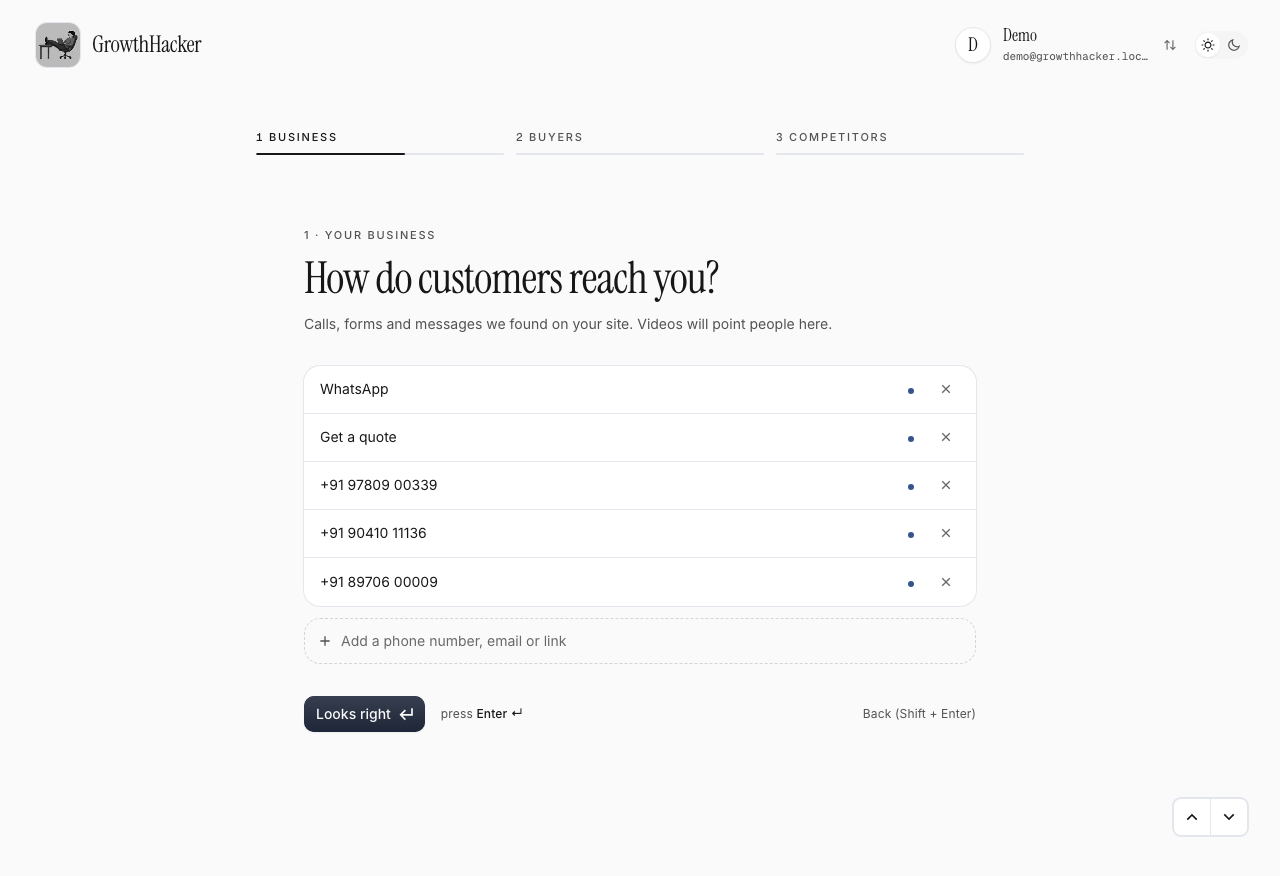 GrowthHacker
D
Demo
demo@growthhacker.loc…
1 BUSINESS
2 BUYERS
3 COMPETITORS
1 · YOUR BUSINESS
How do customers reach you?
Calls, forms and messages we found on your site. Videos will point people here.
WhatsApp
Get a quote
+91 97809 00339
+91 90410 11136
+91 89706 00009
+ Add a phone number, email or link
Looks right ↵
press Enter ↵
Back (Shift + Enter)